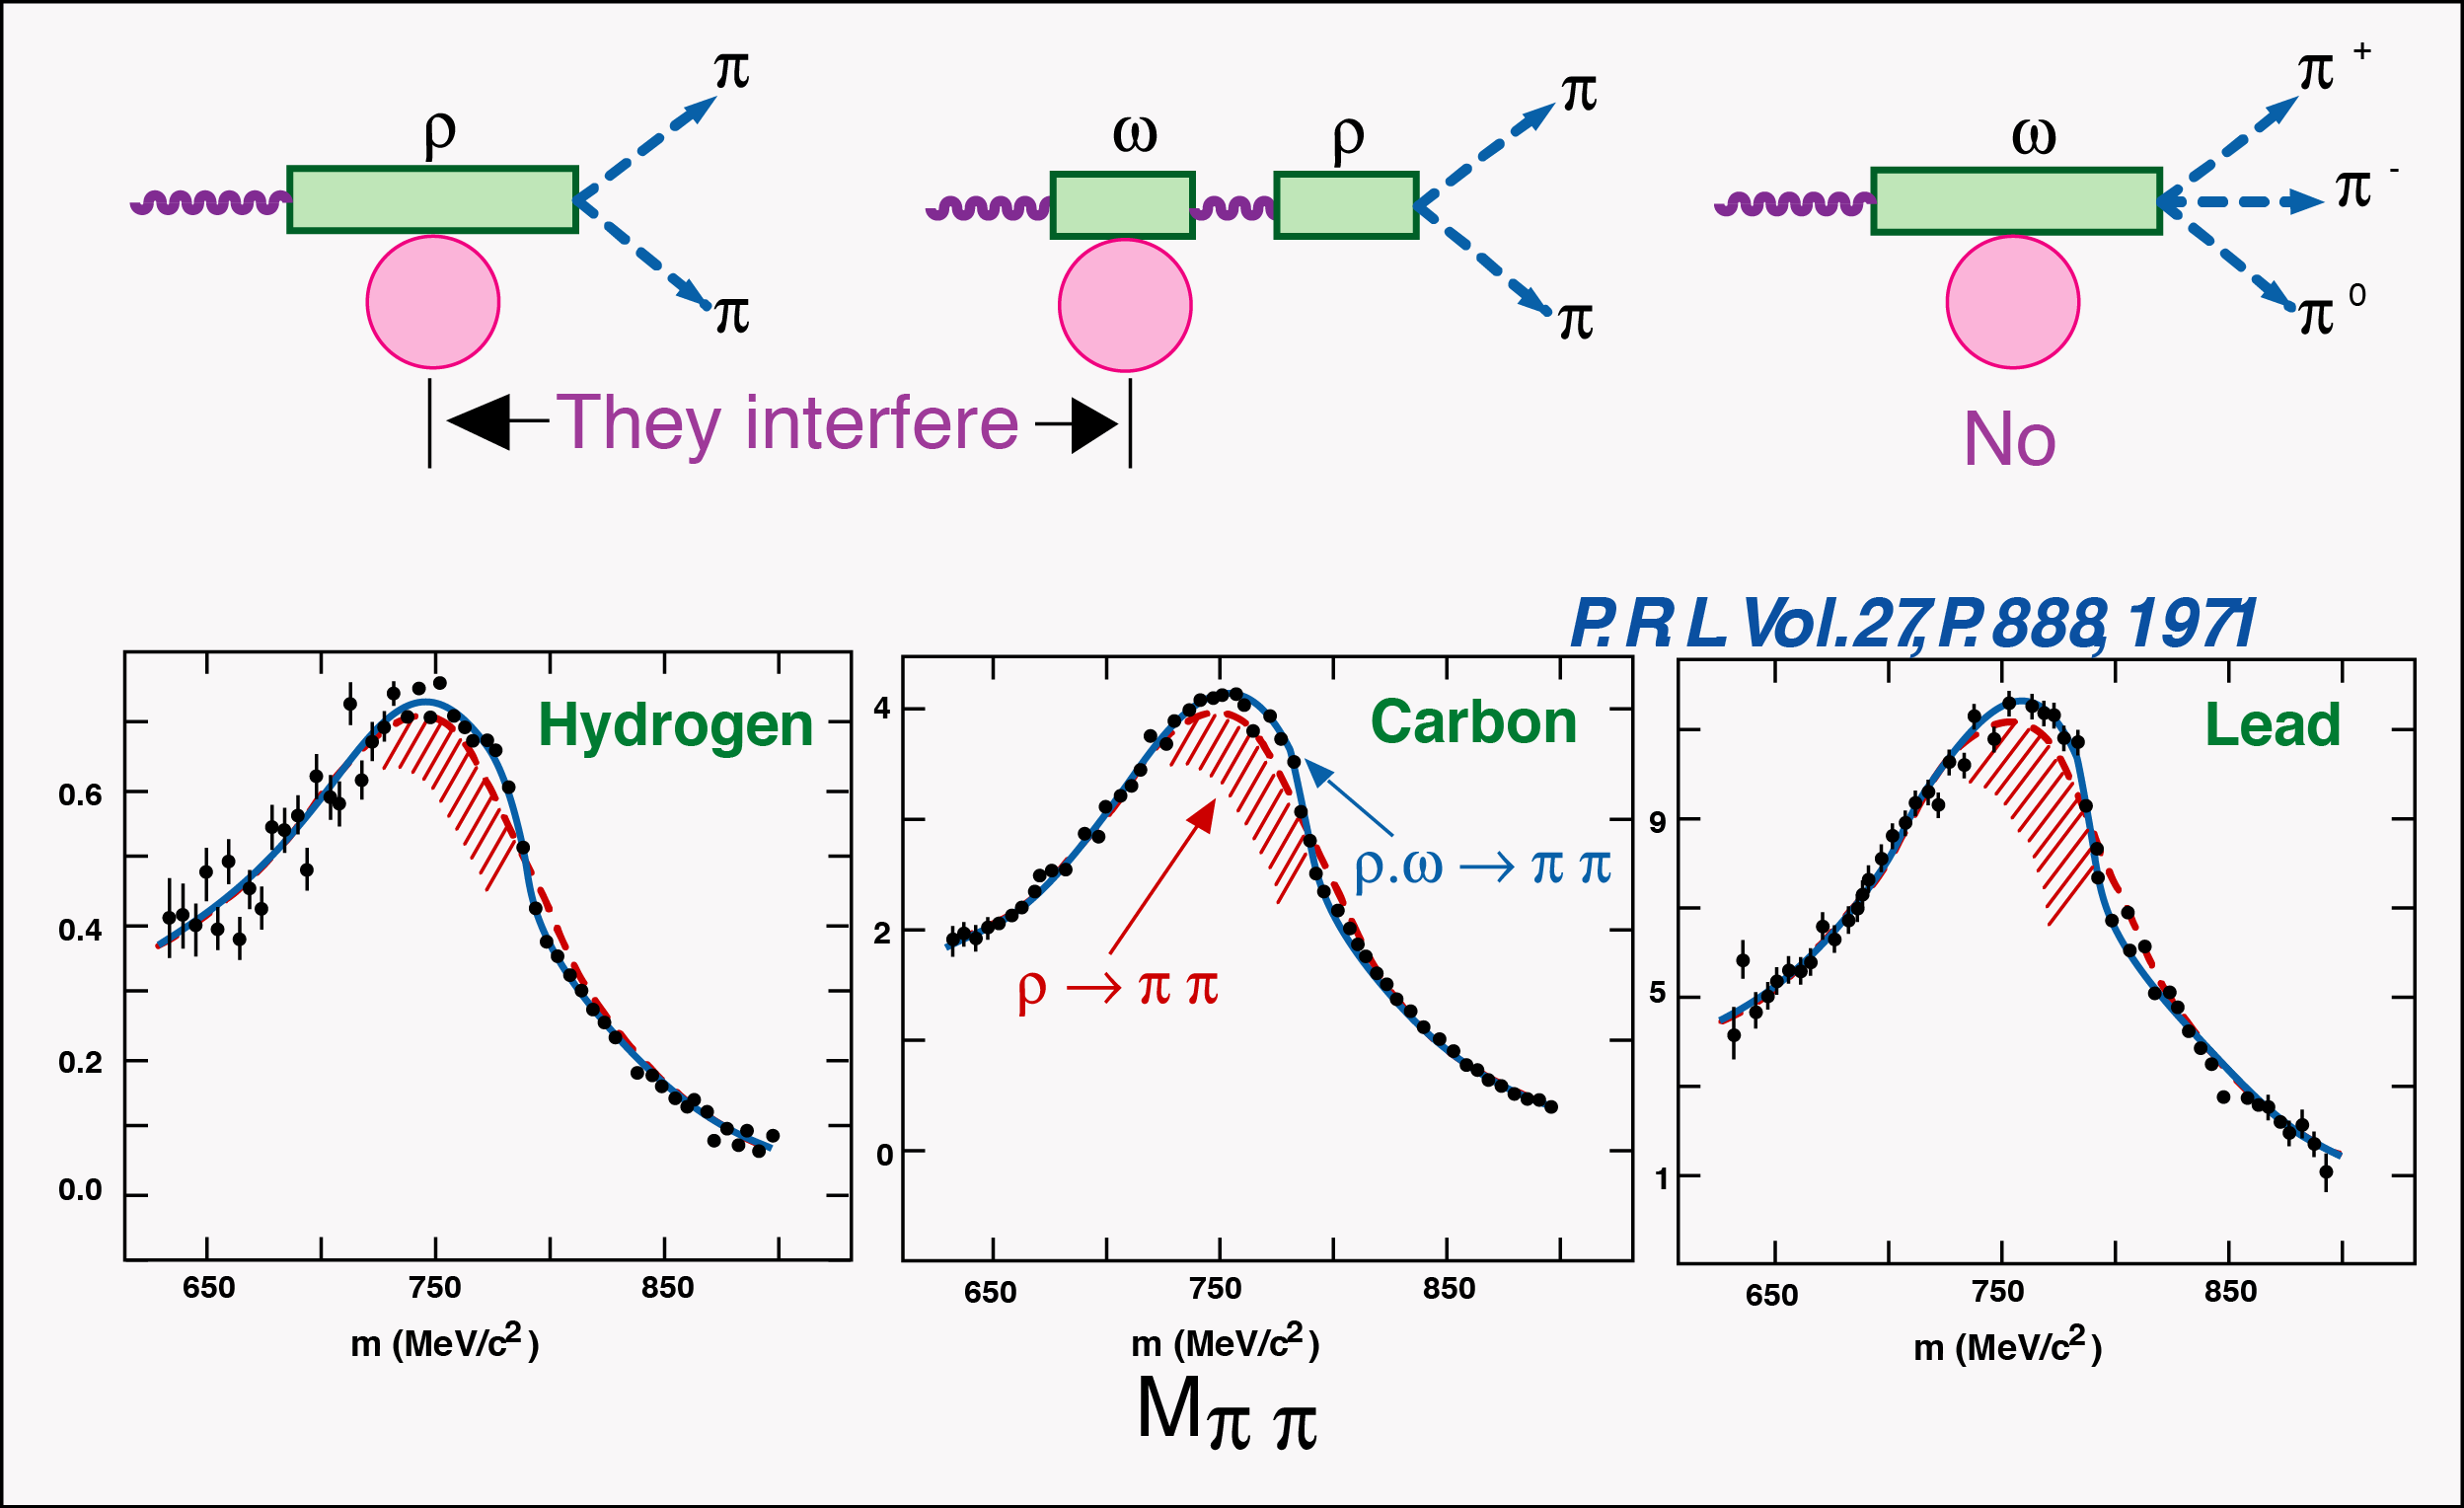 π
π +
π
ρ
ω
ρ
ω
π -
π
π
π 0
They interfere
No
P.R.L. Vol.27, P.888, 1971
Hydrogen
Carbon
Lead
0.6
0.4
0.2
0.0
4
2
0
9
5
1
ρ.ω → π π
ρ → π π
650 750 850
650 750 850
650 750 850
m (MeV/c²)
m (MeV/c²)
m (MeV/c²)
Mπ π